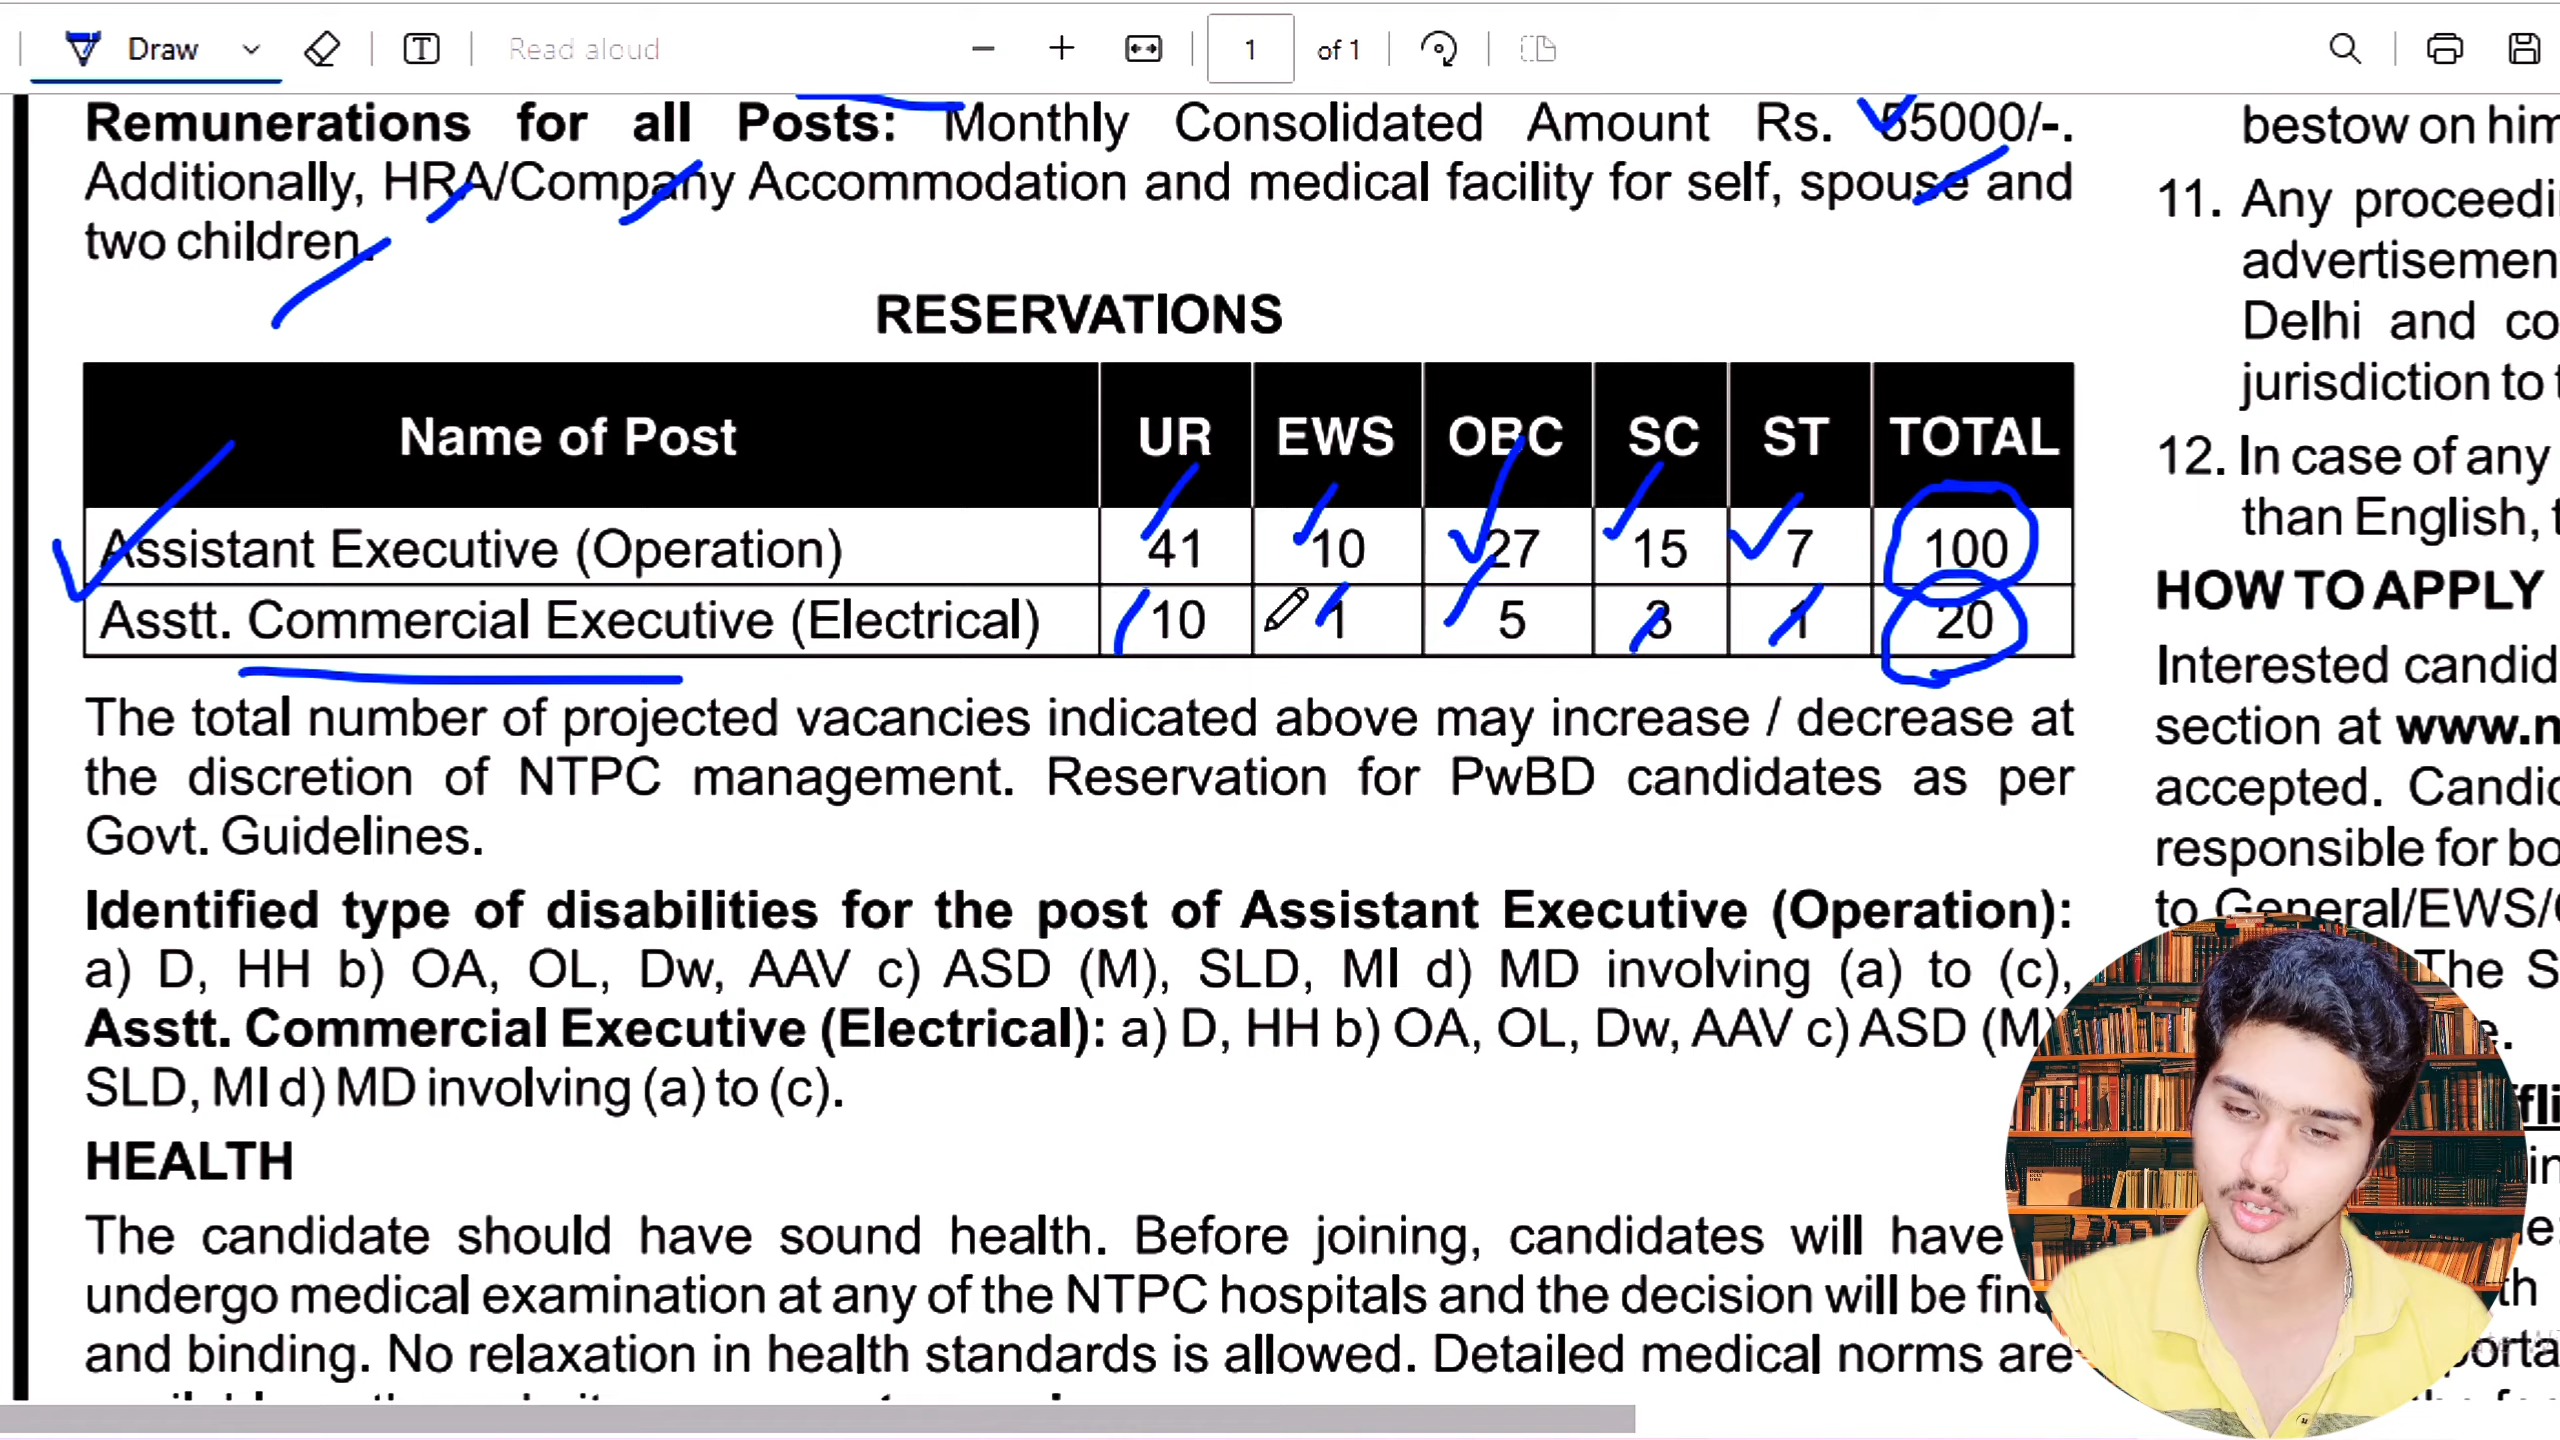 Draw
Read aloud
1 of 1
Remunerations for all Posts: Monthly Consolidated Amount Rs. 55000/-.
Additionally, HRA/Company Accommodation and medical facility for self, spouse and
two children.
RESERVATIONS
Name of Post UR EWS OBC SC ST TOTAL
Assistant Executive (Operation) 41 10 27 15 7 100
Asstt. Commercial Executive (Electrical) 10 1 5 3 1 20
The total number of projected vacancies indicated above may increase / decrease at
the discretion of NTPC management. Reservation for PwBD candidates as per
Govt. Guidelines.
Identified type of disabilities for the post of Assistant Executive (Operation):
a) D, HH b) OA, OL, Dw, AAV c) ASD (M), SLD, MI d) MD involving (a) to (c),
Asstt. Commercial Executive (Electrical): a) D, HH b) OA, OL, Dw, AAV c) ASD (M)
SLD, MI d) MD involving (a) to (c).
HEALTH
The candidate should have sound health. Before joining, candidates will have
undergo medical examination at any of the NTPC hospitals and the decision will be fina
and binding. No relaxation in health standards is allowed. Detailed medical norms are
bestow on him
11. Any proceedi
advertisemen
Delhi and co
jurisdiction to
12. In case of any
than English,
HOW TO APPLY
Interested candid
section at www.n
accepted. Candid
responsible for bo
to General/EWS/
The S